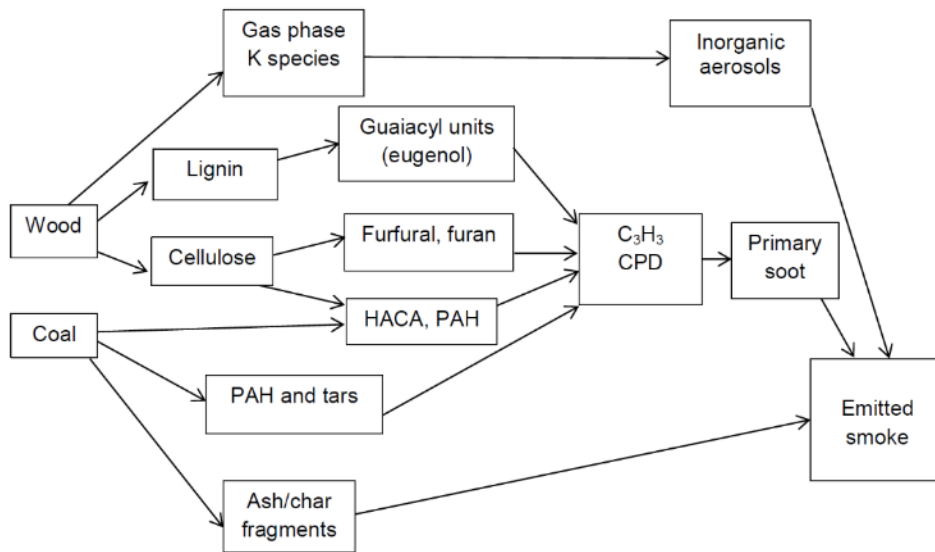 Gas phase
K species
Inorganic
aerosols
Guaiacyl units
(eugenol)
Lignin
Wood
Cellulose
Furfural, furan
C₃H₃
CPD
Primary
soot
HACA, PAH
Coal
PAH and tars
Emitted
smoke
Ash/char
fragments